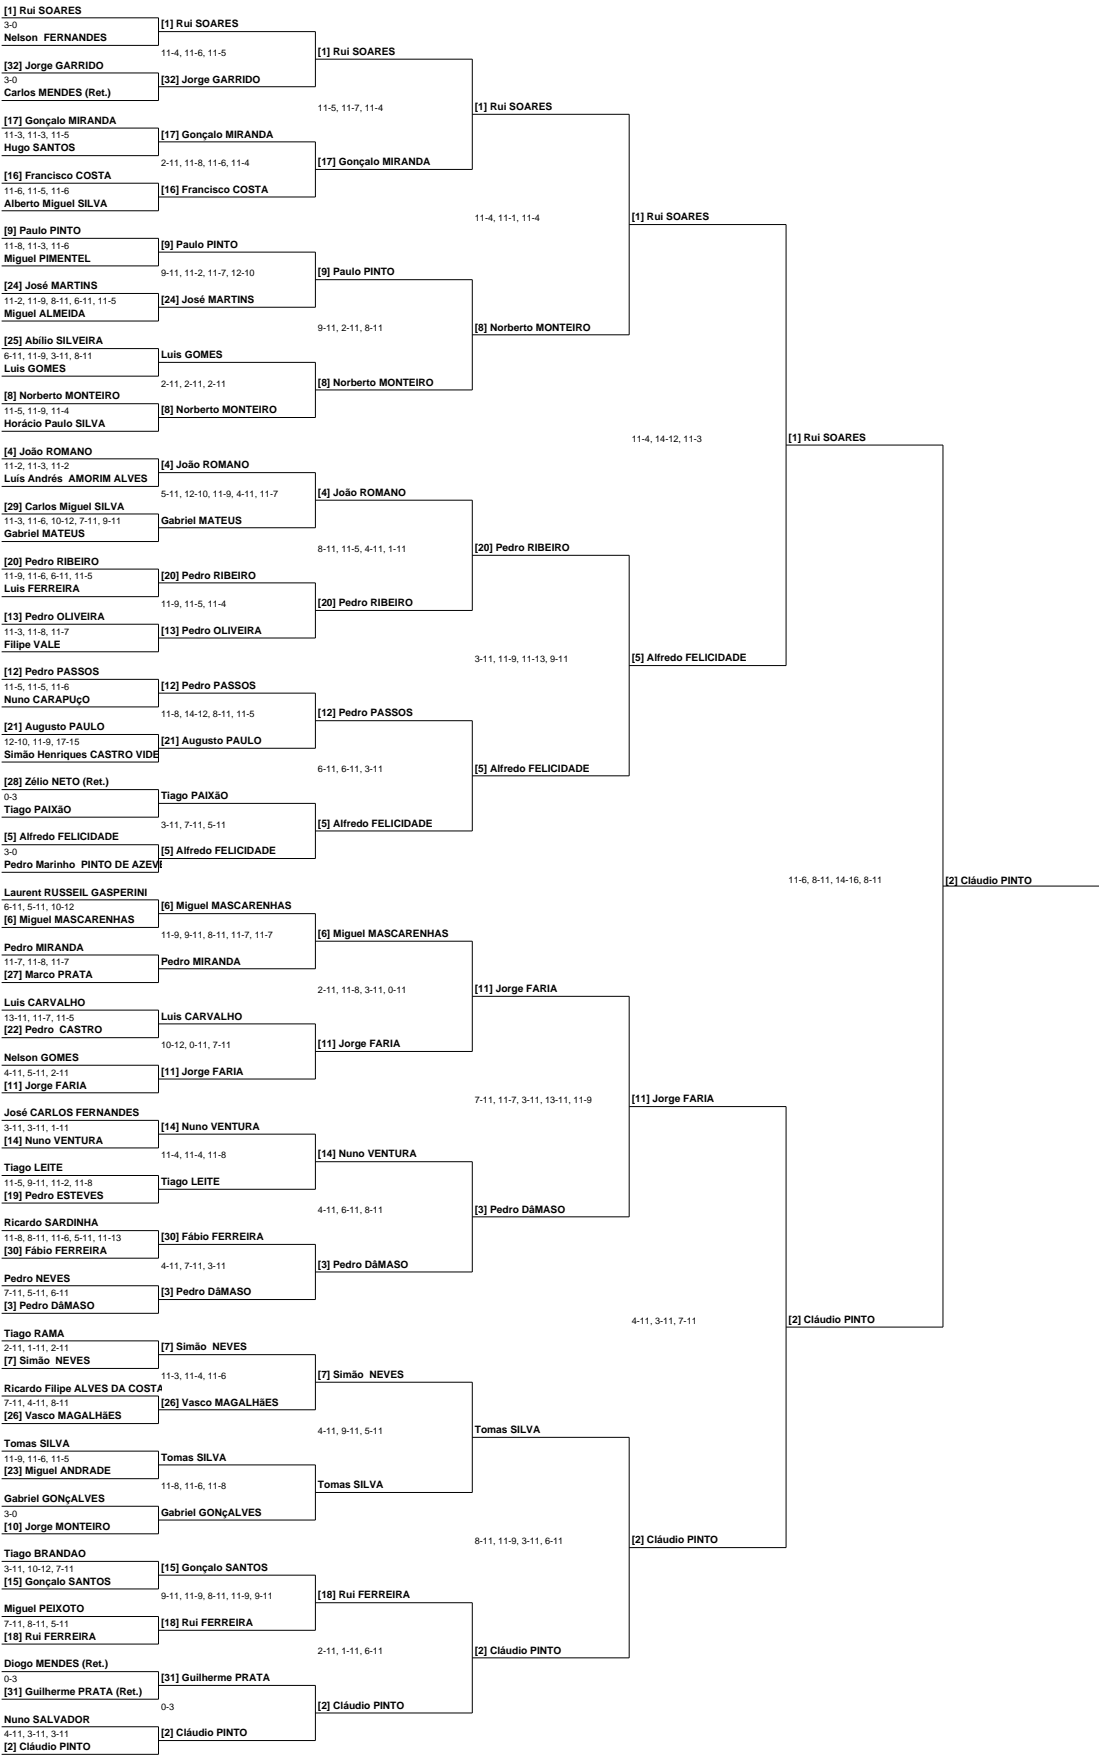 [1] Rui SOARES
3-0
Nelson  FERNANDES
[32] Jorge GARRIDO
3-0
Carlos MENDES (Ret.)
[17] Gonçalo MIRANDA
11-3, 11-3, 11-5
Hugo SANTOS
[16] Francisco COSTA
11-6, 11-5, 11-6
Alberto Miguel SILVA
[9] Paulo PINTO
11-8, 11-3, 11-6
Miguel PIMENTEL
[24] José MARTINS
11-2, 11-9, 8-11, 6-11, 11-5
Miguel ALMEIDA
[25] Abílio SILVEIRA
6-11, 11-9, 3-11, 8-11
Luis GOMES
[8] Norberto MONTEIRO
11-5, 11-9, 11-4
Horácio Paulo SILVA
[4] João ROMANO
11-2, 11-3, 11-2
Luís Andrés  AMORIM ALVES
[29] Carlos Miguel SILVA
11-3, 11-6, 10-12, 7-11, 9-11
Gabriel MATEUS
[20] Pedro RIBEIRO
11-9, 11-6, 6-11, 11-5
Luis FERREIRA
[13] Pedro OLIVEIRA
11-3, 11-8, 11-7
Filipe VALE
[12] Pedro PASSOS
11-5, 11-5, 11-6
Nuno CARAPUçO
[21] Augusto PAULO
12-10, 11-9, 17-15
Simão Henriques CASTRO VIDE
[28] Zélio NETO (Ret.)
0-3
Tiago PAIXãO
[5] Alfredo FELICIDADE
3-0
Pedro Marinho  PINTO DE AZEVE
Laurent RUSSEIL GASPERINI
6-11, 5-11, 10-12
[6] Miguel MASCARENHAS
Pedro MIRANDA
11-7, 11-8, 11-7
[27] Marco PRATA
Luis CARVALHO
13-11, 11-7, 11-5
[22] Pedro  CASTRO
Nelson GOMES
4-11, 5-11, 2-11
[11] Jorge FARIA
José CARLOS FERNANDES
3-11, 3-11, 1-11
[14] Nuno VENTURA
Tiago LEITE
11-5, 9-11, 11-2, 11-8
[19] Pedro ESTEVES
Ricardo SARDINHA
11-8, 8-11, 11-6, 5-11, 11-13
[30] Fábio FERREIRA
Pedro NEVES
7-11, 5-11, 6-11
[3] Pedro DâMASO
Tiago RAMA
2-11, 1-11, 2-11
[7] Simão  NEVES
Ricardo Filipe ALVES DA COSTA
7-11, 4-11, 8-11
[26] Vasco MAGALHãES
Tomas SILVA
11-9, 11-6, 11-5
[23] Miguel ANDRADE
Gabriel GONçALVES
3-0
[10] Jorge MONTEIRO
Tiago BRANDAO
3-11, 10-12, 7-11
[15] Gonçalo SANTOS
Miguel PEIXOTO
7-11, 8-11, 5-11
[18] Rui FERREIRA
Diogo MENDES (Ret.)
0-3
[31] Guilherme PRATA (Ret.)
Nuno SALVADOR
4-11, 3-11, 3-11
[2] Cláudio PINTO
[1] Rui SOARES
11-4, 11-6, 11-5
[32] Jorge GARRIDO
[17] Gonçalo MIRANDA
2-11, 11-8, 11-6, 11-4
[16] Francisco COSTA
[9] Paulo PINTO
9-11, 11-2, 11-7, 12-10
[24] José MARTINS
Luis GOMES
2-11, 2-11, 2-11
[8] Norberto MONTEIRO
[4] João ROMANO
5-11, 12-10, 11-9, 4-11, 11-7
Gabriel MATEUS
[20] Pedro RIBEIRO
11-9, 11-5, 11-4
[13] Pedro OLIVEIRA
[12] Pedro PASSOS
11-8, 14-12, 8-11, 11-5
[21] Augusto PAULO
Tiago PAIXãO
3-11, 7-11, 5-11
[5] Alfredo FELICIDADE
[6] Miguel MASCARENHAS
11-9, 9-11, 8-11, 11-7, 11-7
Pedro MIRANDA
Luis CARVALHO
10-12, 0-11, 7-11
[11] Jorge FARIA
[14] Nuno VENTURA
11-4, 11-4, 11-8
Tiago LEITE
[30] Fábio FERREIRA
4-11, 7-11, 3-11
[3] Pedro DâMASO
[7] Simão  NEVES
11-3, 11-4, 11-6
[26] Vasco MAGALHãES
Tomas SILVA
11-8, 11-6, 11-8
Gabriel GONçALVES
[15] Gonçalo SANTOS
9-11, 11-9, 8-11, 11-9, 9-11
[18] Rui FERREIRA
[31] Guilherme PRATA
0-3
[2] Cláudio PINTO
[1] Rui SOARES
11-5, 11-7, 11-4
[17] Gonçalo MIRANDA
[9] Paulo PINTO
9-11, 2-11, 8-11
[8] Norberto MONTEIRO
[4] João ROMANO
8-11, 11-5, 4-11, 1-11
[20] Pedro RIBEIRO
[12] Pedro PASSOS
6-11, 6-11, 3-11
[5] Alfredo FELICIDADE
[6] Miguel MASCARENHAS
2-11, 11-8, 3-11, 0-11
[11] Jorge FARIA
[14] Nuno VENTURA
4-11, 6-11, 8-11
[3] Pedro DâMASO
[7] Simão  NEVES
4-11, 9-11, 5-11
Tomas SILVA
[18] Rui FERREIRA
2-11, 1-11, 6-11
[2] Cláudio PINTO
[1] Rui SOARES
11-4, 11-1, 11-4
[8] Norberto MONTEIRO
[20] Pedro RIBEIRO
3-11, 11-9, 11-13, 9-11
[5] Alfredo FELICIDADE
[11] Jorge FARIA
7-11, 11-7, 3-11, 13-11, 11-9
[3] Pedro DâMASO
Tomas SILVA
8-11, 11-9, 3-11, 6-11
[2] Cláudio PINTO
[1] Rui SOARES
11-4, 14-12, 11-3
[5] Alfredo FELICIDADE
[11] Jorge FARIA
4-11, 3-11, 7-11
[2] Cláudio PINTO
[1] Rui SOARES
11-6, 8-11, 14-16, 8-11
[2] Cláudio PINTO
[2] Cláudio PINTO